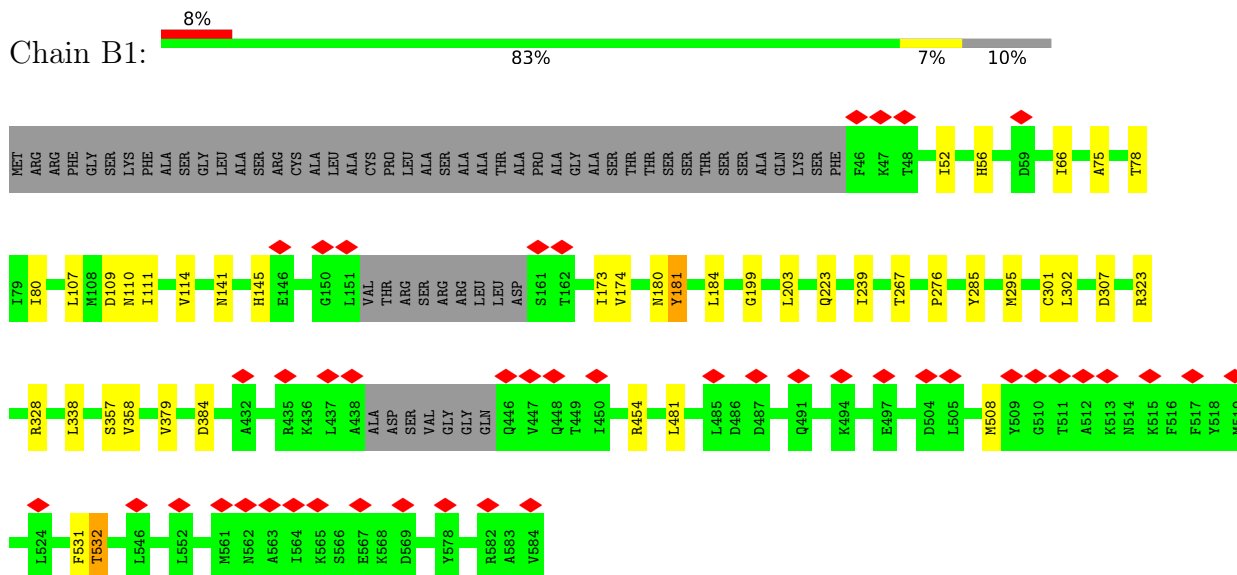 8%
Chain B1:
83% 7% 10%
MET ARG ARG PHE GLY SER LYS PHE ALA SER GLY LEU ALA SER ARG CYS ALA LEU ALA CYS PRO LEU ALA SER ALA ALA THR ALA PRO ALA GLY ALA SER THR THR SER SER THR SER SER ALA GLN LYS SER PHE F46 K47 T48 I52 H56 D59 I66 A75 T78
I79 I80 L107 M108 D109 N110 I111 V114 N141 H145 E146 G150 L151 VAL THR ARG SER ARG ARG LEU LEU ASP S161 T162 I173 V174 N180 Y181 L184 G199 L203 Q223 I239 T267 P276 Y285 M295 C301 L302 D307 R323
R328 L338 S357 V358 V379 D384 A432 R435 K436 L437 A438 ALA ASP SER VAL GLY GLY GLN Q446 V447 Q448 T449 I450 R454 L481 L485 D486 D487 Q491 K494 E497 D504 L505 M508 Y509 G510 T511 A512 K513 N514 K515 F516 F517 Y518
L524 F531 T532 L546 L552 M561 N562 A563 I564 K565 S566 E567 K568 D569 Y578 R582 A583 V584